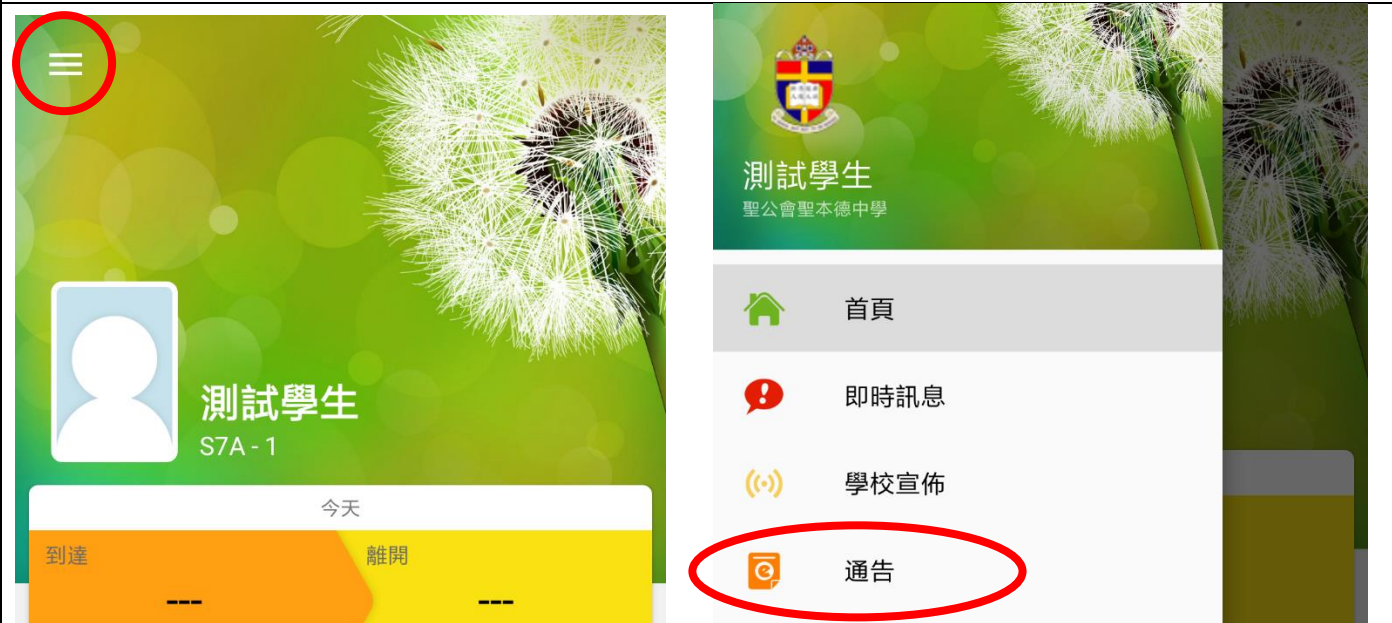 測試學生
S7A - 1
今天
到達
離開
---
---
測試學生
聖公會聖本德中學
首頁
即時訊息
學校宣佈
通告